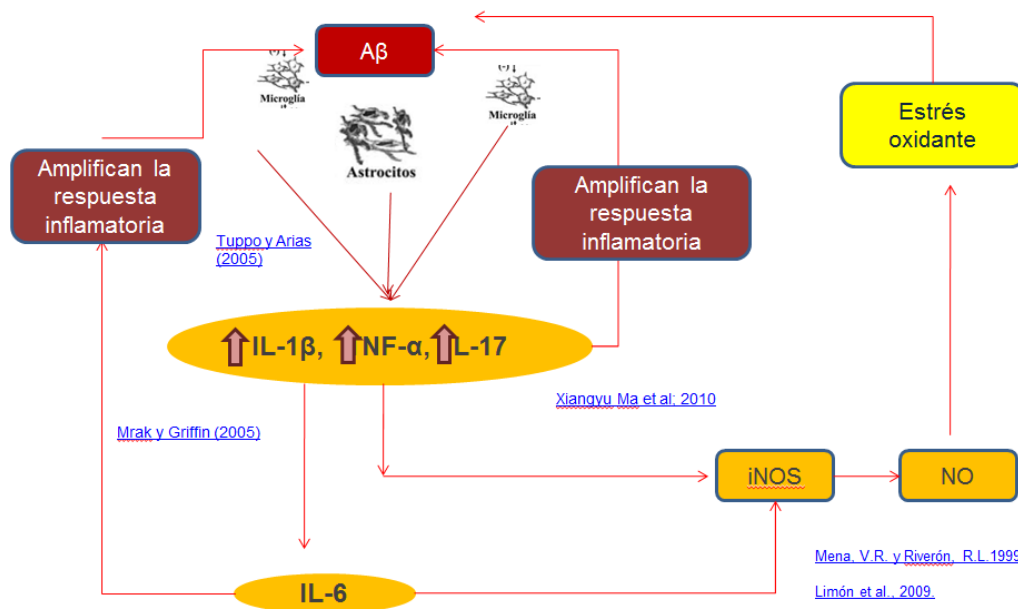 Aβ
Microglía
Microglía
Astrocitos
Estrés
oxidante
Amplifican la
respuesta
inflamatoria
Amplifican la
respuesta
inflamatoria
Tuppo y Arias
(2005)
IL-1β, NF-α, L-17
Xiangyu Ma et al; 2010
Mrak y Griffin (2005)
iNOS
NO
Mena, V.R. y Riverón, R.L.1999
Limón et al., 2009.
IL-6